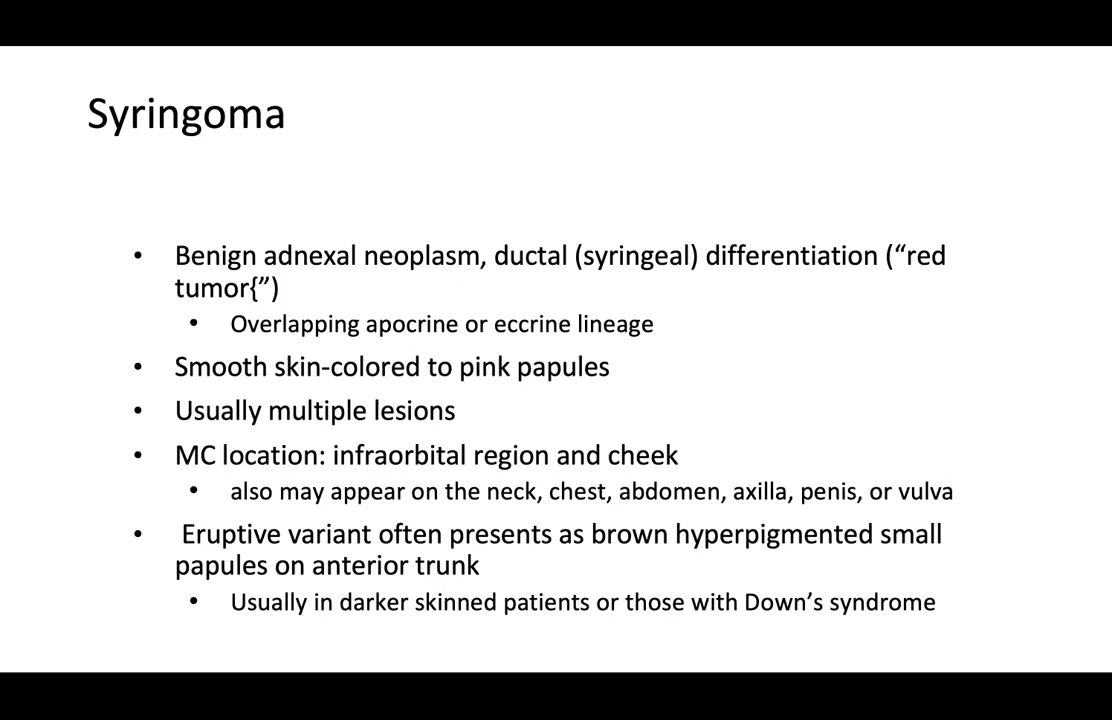 Syringoma
• Benign adnexal neoplasm, ductal (syringeal) differentiation (“red
tumor{”)
• Overlapping apocrine or eccrine lineage
• Smooth skin-colored to pink papules
• Usually multiple lesions
• MC location: infraorbital region and cheek
• also may appear on the neck, chest, abdomen, axilla, penis, or vulva
• Eruptive variant often presents as brown hyperpigmented small
papules on anterior trunk
• Usually in darker skinned patients or those with Down’s syndrome